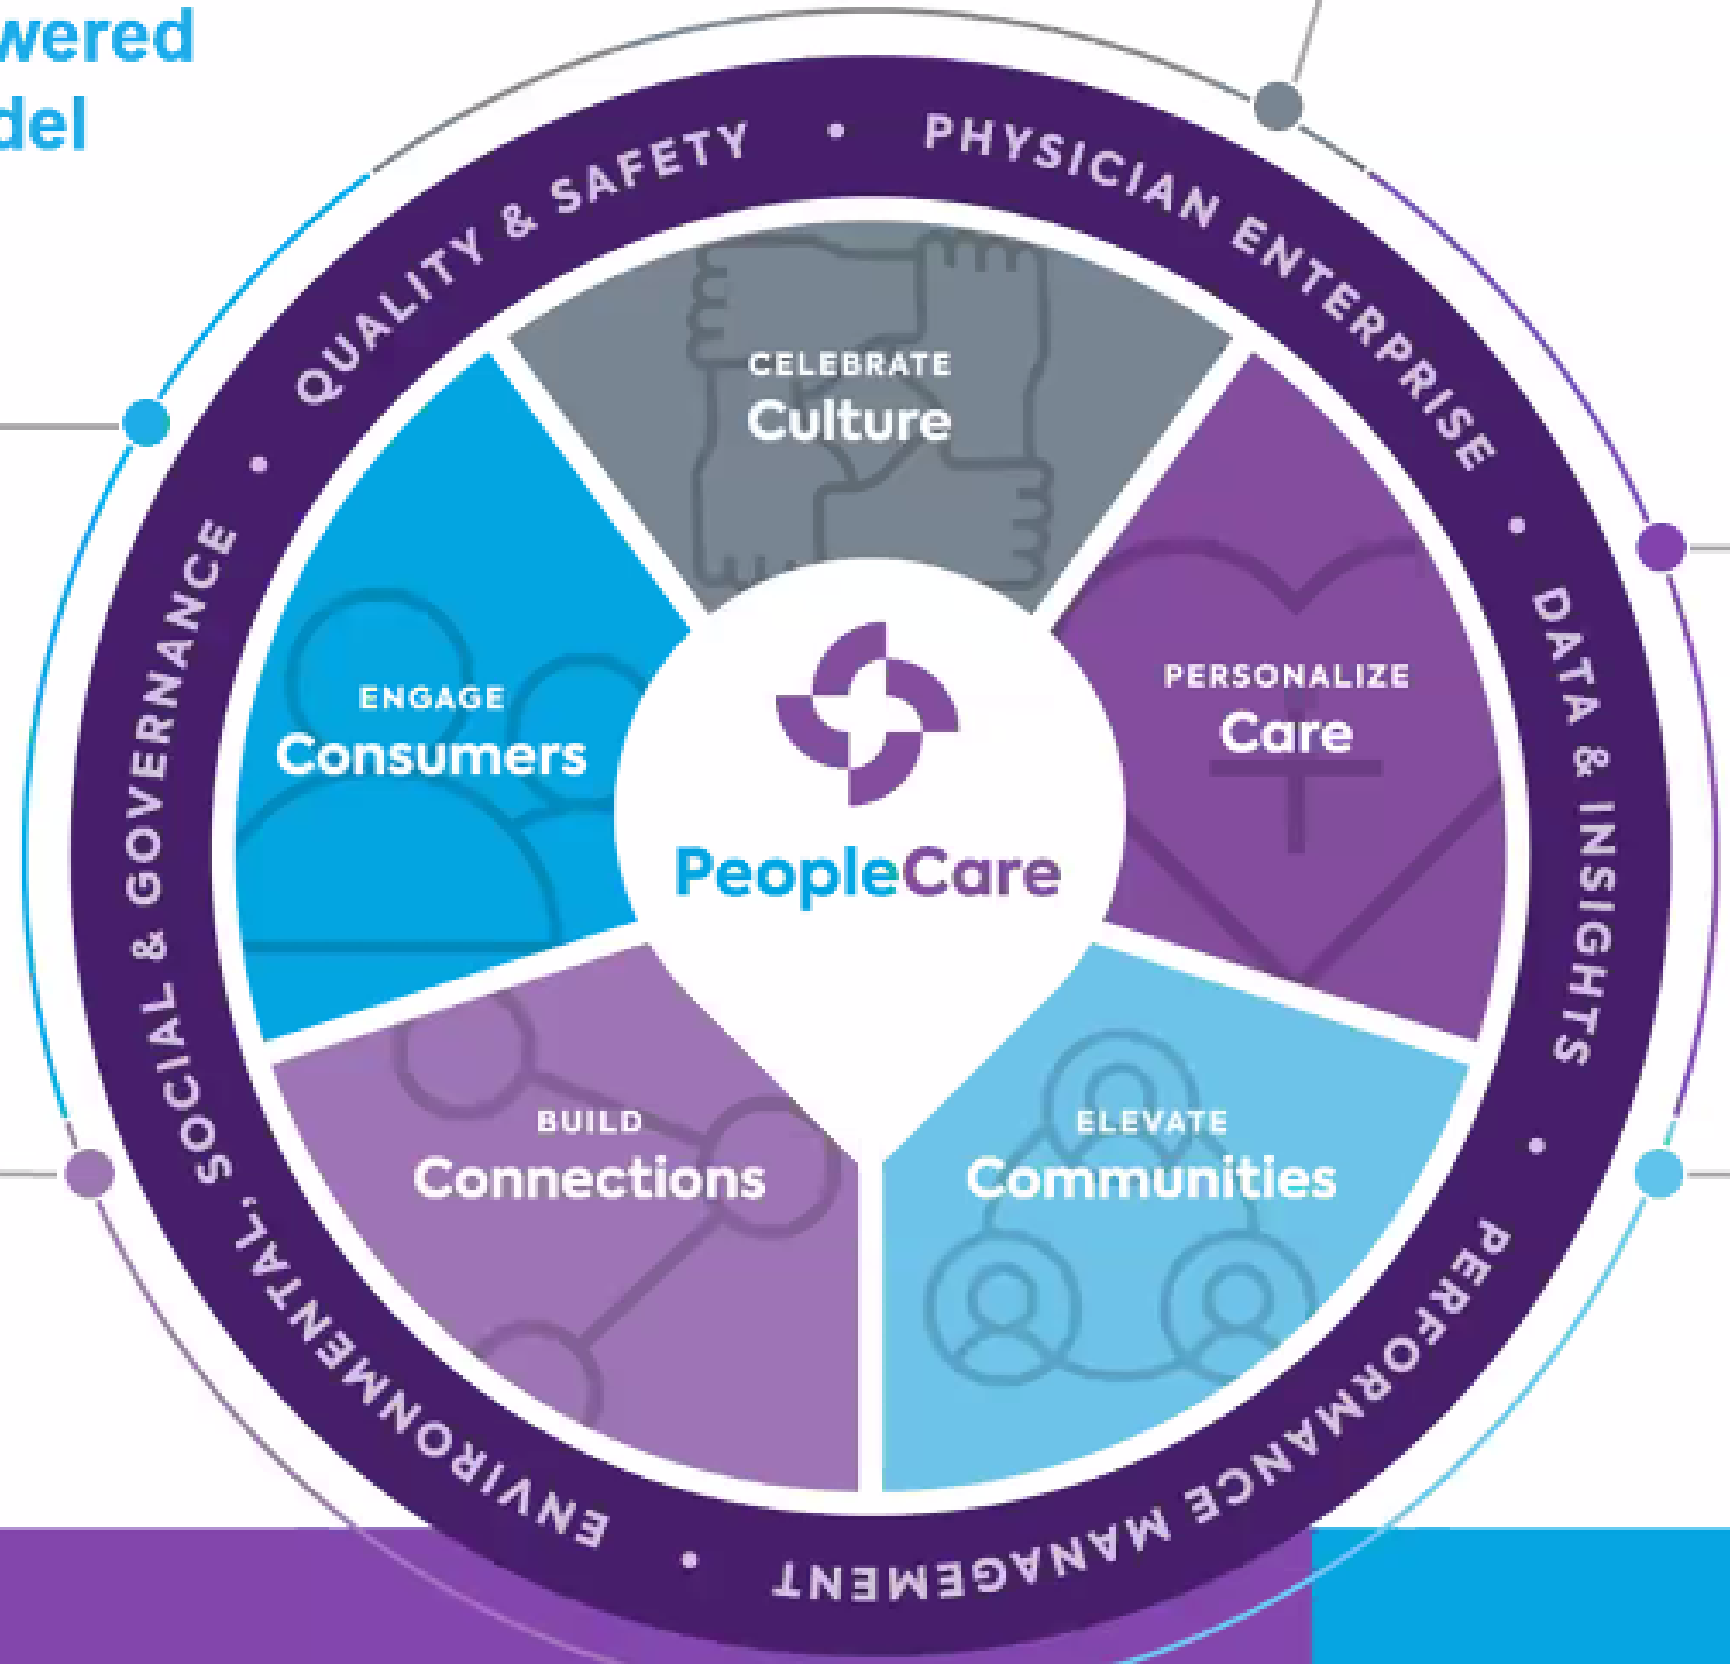 wered
del
QUALITY & SAFETY • PHYSICIAN ENTERPRISE • DATA & INSIGHTS • PERFORMANCE MANAGEMENT • ENVIRONMENTAL, SOCIAL & GOVERNANCE •
CELEBRATE
Culture
PERSONALIZE
Care
ELEVATE
Communities
BUILD
Connections
ENGAGE
Consumers
PeopleCare